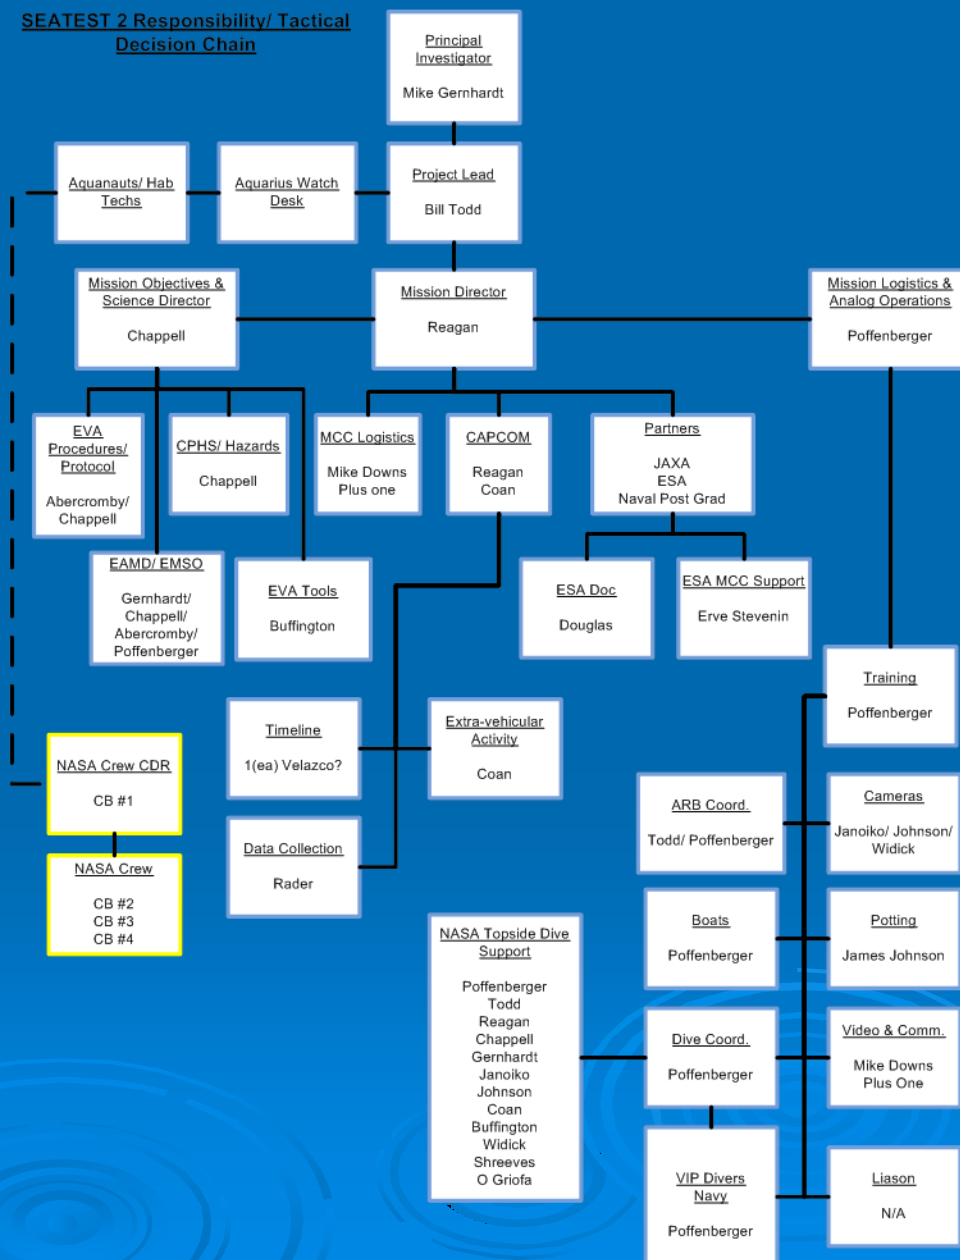 SEATEST 2 Responsibility/ Tactical
Decision Chain
Principal
Investigator
Mike Gernhardt
Aquanauts/ Hab
Techs
Aquarius Watch
Desk
Project Lead
Bill Todd
Mission Objectives &
Science Director
Chappell
Mission Director
Reagan
Mission Logistics &
Analog Operations
Poffenberger
EVA
Procedures/
Protocol
Abercromby/
Chappell
CPHS/ Hazards
Chappell
MCC Logistics
Mike Downs
Plus one
CAPCOM
Reagan
Coan
Partners
JAXA
ESA
Naval Post Grad
EAMD/ EMSO
Gernhardt/
Chappell/
Abercromby/
Poffenberger
EVA Tools
Buffington
ESA Doc
Douglas
ESA MCC Support
Erve Stevenin
Training
Poffenberger
Timeline
1(ea) Velazco?
Extra-vehicular
Activity
Coan
NASA Crew CDR
CB #1
ARB Coord.
Todd/ Poffenberger
Cameras
Janoiko/ Johnson/
Widick
Data Collection
Rader
NASA Crew
CB #2
CB #3
CB #4
Boats
Poffenberger
Potting
James Johnson
NASA Topside Dive
Support
Poffenberger
Todd
Reagan
Chappell
Gernhardt
Janoiko
Johnson
Coan
Buffington
Widick
Shreeves
O Griofa
Dive Coord.
Poffenberger
Video & Comm.
Mike Downs
Plus One
VIP Divers
Navy
Poffenberger
Liason
N/A